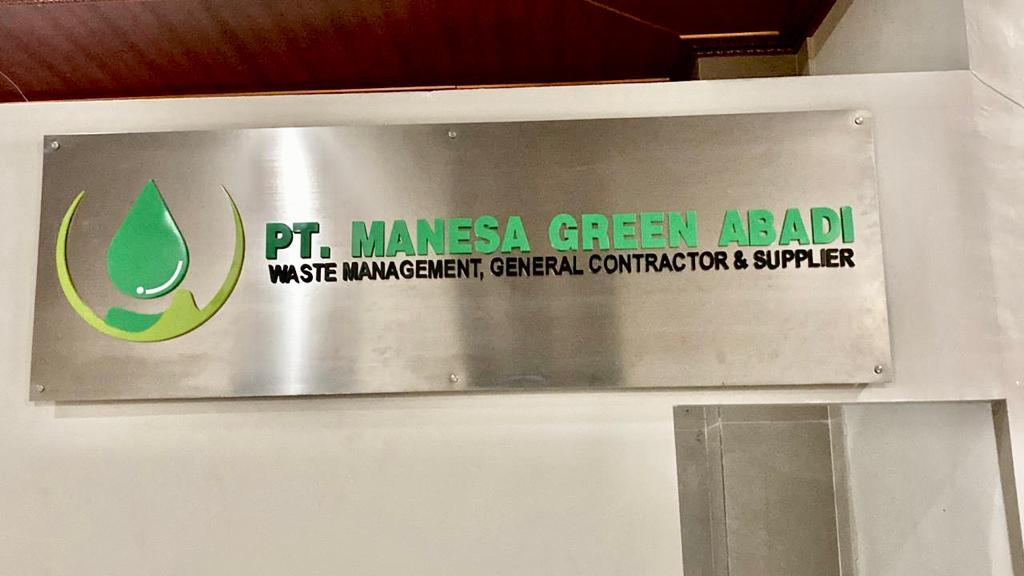 PT. MANESA GREEN ABADI
WASTE MANAGEMENT, GENERAL CONTRACTOR & SUPPLIER